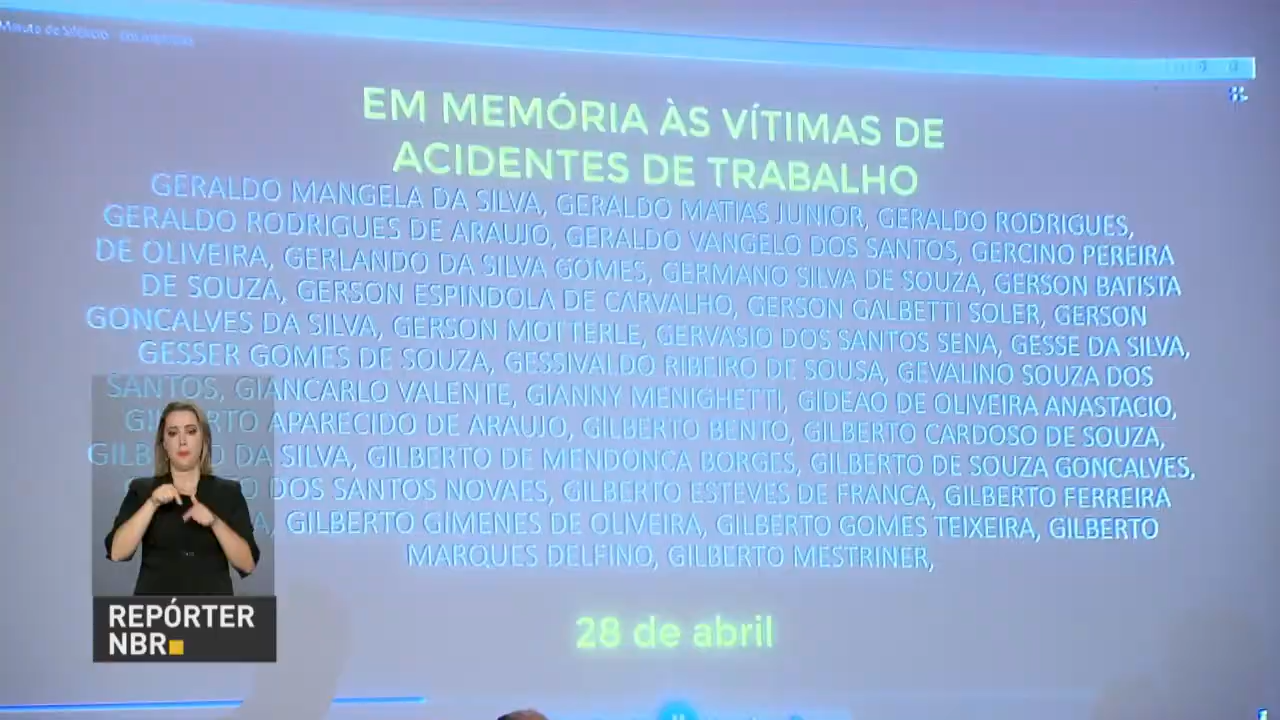 Minuto de Silêncio
EM MEMÓRIA ÀS VÍTIMAS DE
ACIDENTES DE TRABALHO
GERALDO MANGELA DA SILVA, GERALDO MATIAS JUNIOR, GERALDO RODRIGUES,
GERALDO RODRIGUES DE ARAUJO, GERALDO VANGELO DOS SANTOS, GERCINO PEREIRA
DE OLIVEIRA, GERLANDO DA SILVA GOMES, GERMANO SILVA DE SOUZA, GERSON BATISTA
DE SOUZA, GERSON ESPINDOLA DE CARVALHO, GERSON GALBETTI SOLER, GERSON
GONCALVES DA SILVA, GERSON MOTTERLE, GERVASIO DOS SANTOS SENA, GESSE DA SILVA,
GESSER GOMES DE SOUZA, GESSIVALDO RIBEIRO DE SOUSA, GEVALINO SOUZA DOS
SANTOS, GIANCARLO VALENTE, GIANNY MENIGHETTI, GIDEAO DE OLIVEIRA ANASTACIO,
APARECIDO DE ARAUJO, GILBERTO BENTO, GILBERTO CARDOSO DE SOUZA,
DA SILVA, GILBERTO DE MENDONCA BORGES, GILBERTO DE SOUZA GONCALVES,
DOS SANTOS NOVAES, GILBERTO ESTEVES DE FRANCA, GILBERTO FERREIRA
GILBERTO GIMENES DE OLIVEIRA, GILBERTO GOMES TEIXEIRA, GILBERTO
MARQUES DELFINO, GILBERTO MESTRINER,
28 de abril
REPÓRTER
NBR